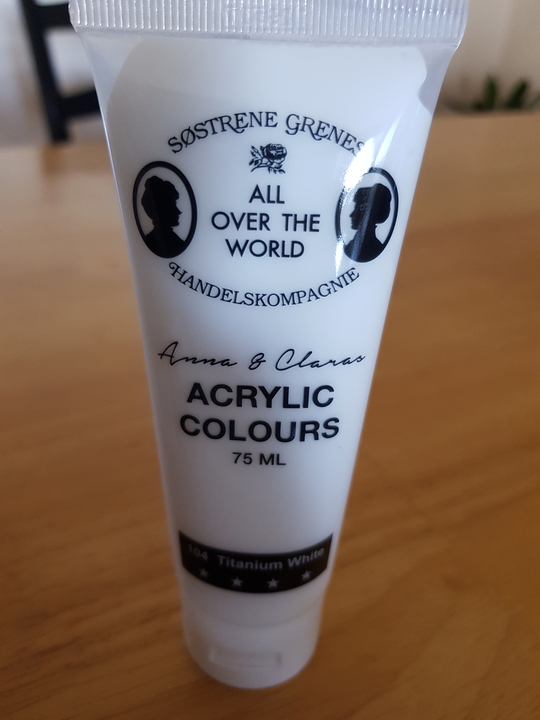 SØSTRENE GRENES
ALL
OVER THE
WORLD
HANDELSKOMPAGNIE
Anna & Claras
ACRYLIC
COLOURS
75 ML
104 Titanium White